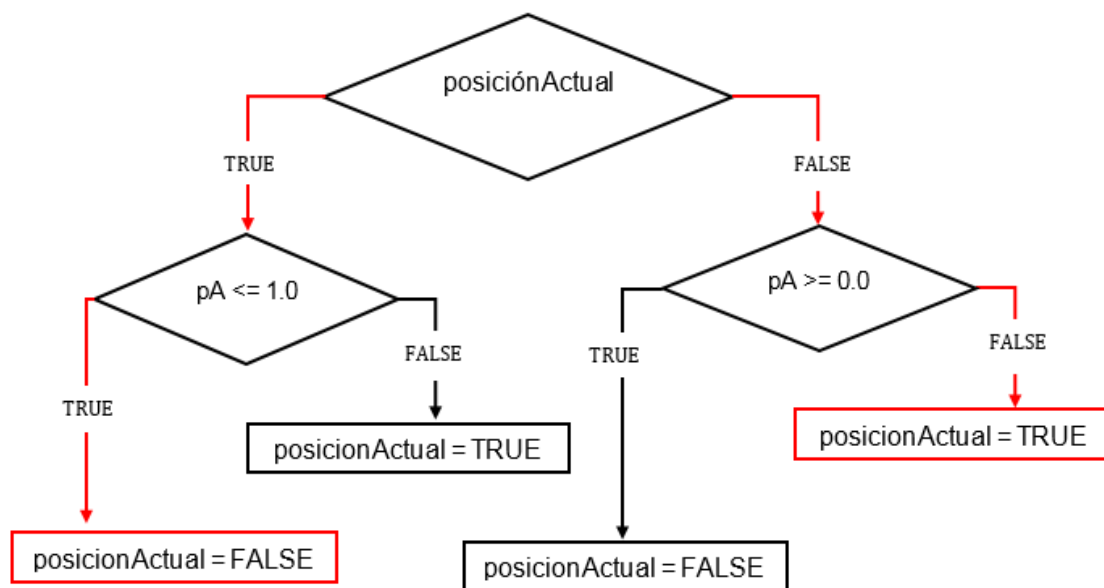 posiciónActual
TRUE
FALSE
pA <= 1.0
pA >= 0.0
FALSE
TRUE
FALSE
TRUE
posicionActual = TRUE
posicionActual = TRUE
posicionActual = FALSE
posicionActual = FALSE